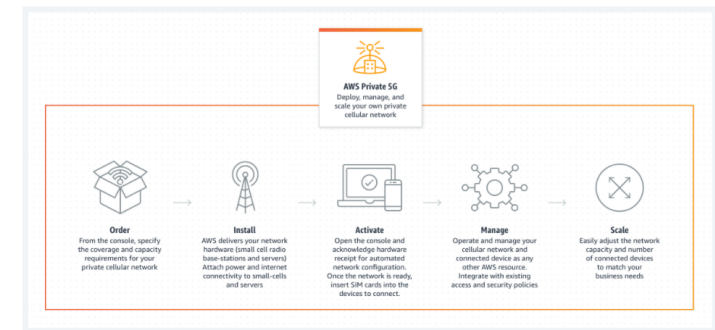 AWS Private 5G
Deploy, manage, and
scale your own private
cellular network
Order
From the console, specify
the coverage and capacity
requirements for your
private cellular network
Install
AWS delivers your network
hardware (small cell radio
base-stations and servers)
Attach power and internet
connectivity to small-cells
and servers
Activate
Open the console and
acknowledge hardware
receipt for automated
network configuration.
Once the network is ready,
insert SIM cards into the
devices to connect.
Manage
Operate and manage your
cellular network and
connected device as any
other AWS resource.
Integrate with existing
access and security policies
Scale
Easily adjust the network
capacity and number
of connected devices
to match your
business needs